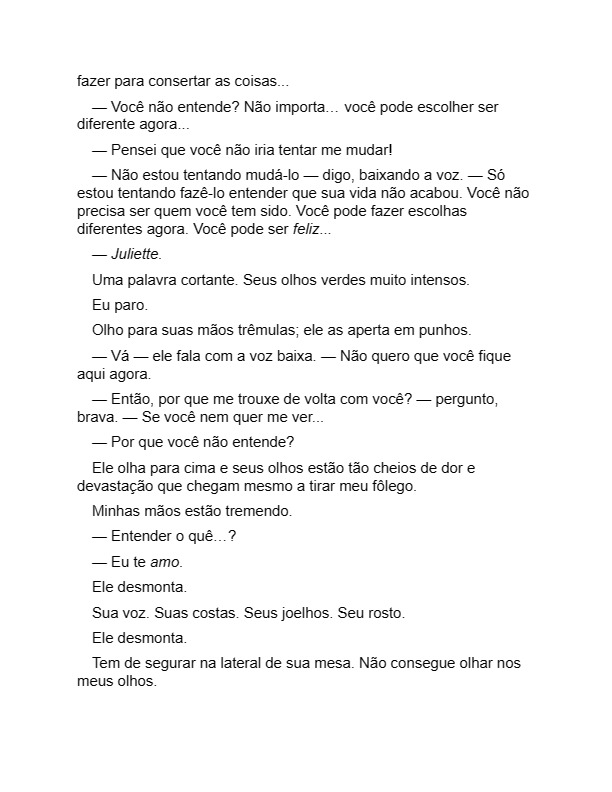 fazer para consertar as coisas...
— Você não entende? Não importa… você pode escolher ser
diferente agora...
— Pensei que você não iria tentar me mudar!
— Não estou tentando mudá-lo — digo, baixando a voz. — Só
estou tentando fazê-lo entender que sua vida não acabou. Você não
precisa ser quem você tem sido. Você pode fazer escolhas
diferentes agora. Você pode ser feliz...
— Juliette.
Uma palavra cortante. Seus olhos verdes muito intensos.
Eu paro.
Olho para suas mãos trêmulas; ele as aperta em punhos.
— Vá — ele fala com a voz baixa. — Não quero que você fique
aqui agora.
— Então, por que me trouxe de volta com você? — pergunto,
brava. — Se você nem quer me ver...
— Por que você não entende?
Ele olha para cima e seus olhos estão tão cheios de dor e
devastação que chegam mesmo a tirar meu fôlego.
Minhas mãos estão tremendo.
— Entender o quê…?
— Eu te amo.
Ele desmonta.
Sua voz. Suas costas. Seus joelhos. Seu rosto.
Ele desmonta.
Tem de segurar na lateral de sua mesa. Não consegue olhar nos
meus olhos.